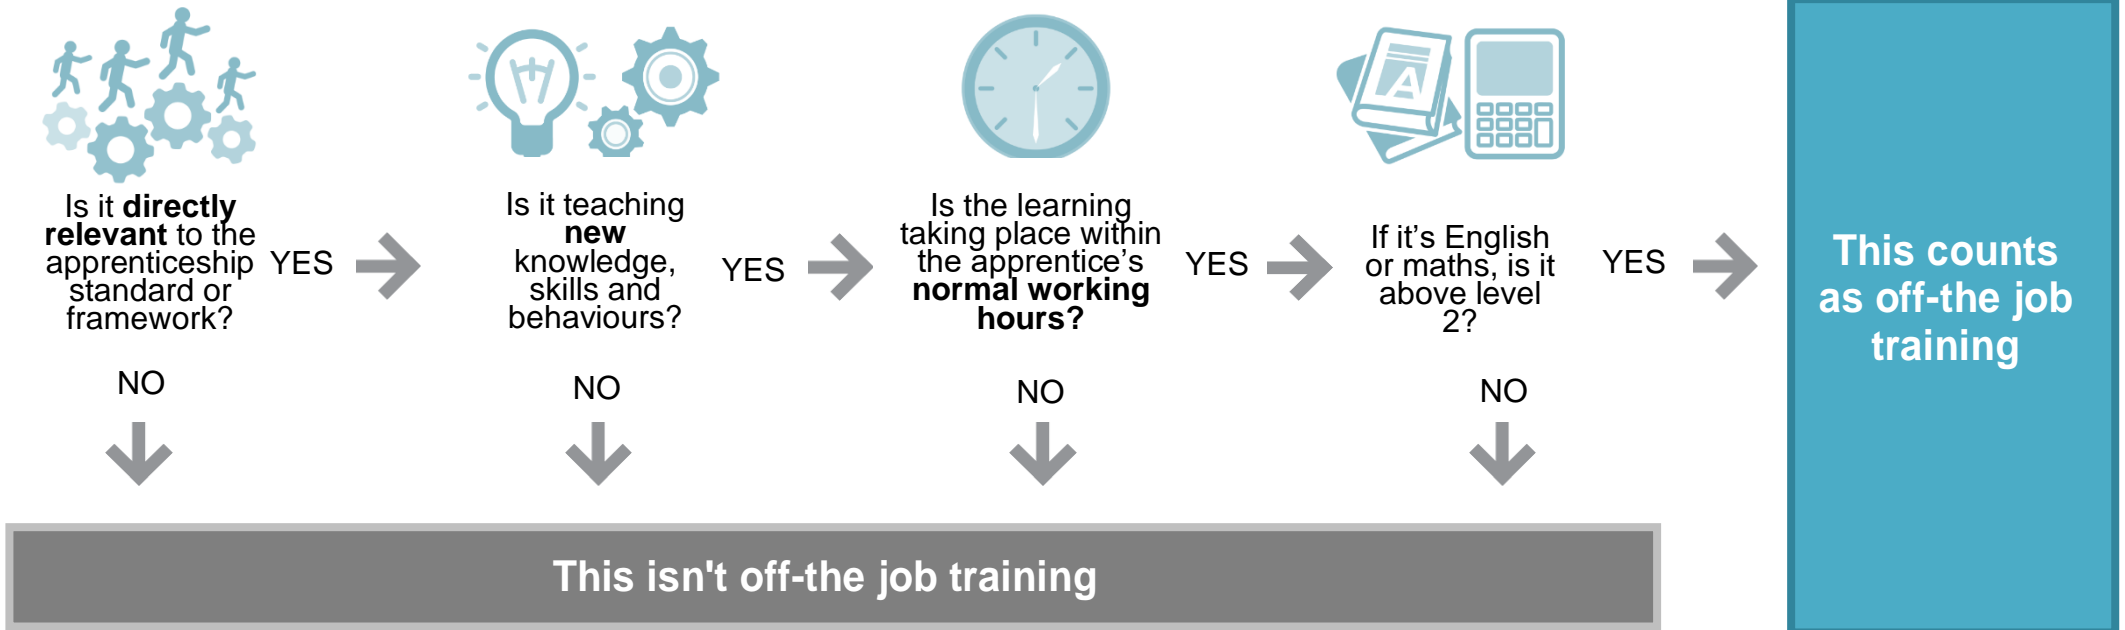 Is it directly
relevant to the
apprenticeship
standard or
framework?
YES
NO
Is it teaching
new
knowledge,
skills and
behaviours?
YES
NO
Is the learning
taking place within
the apprentice’s
normal working
hours?
YES
NO
A
If it’s English
or maths, is it
above level
2?
YES
NO
This counts
as off-the job
training
This isn't off-the job training